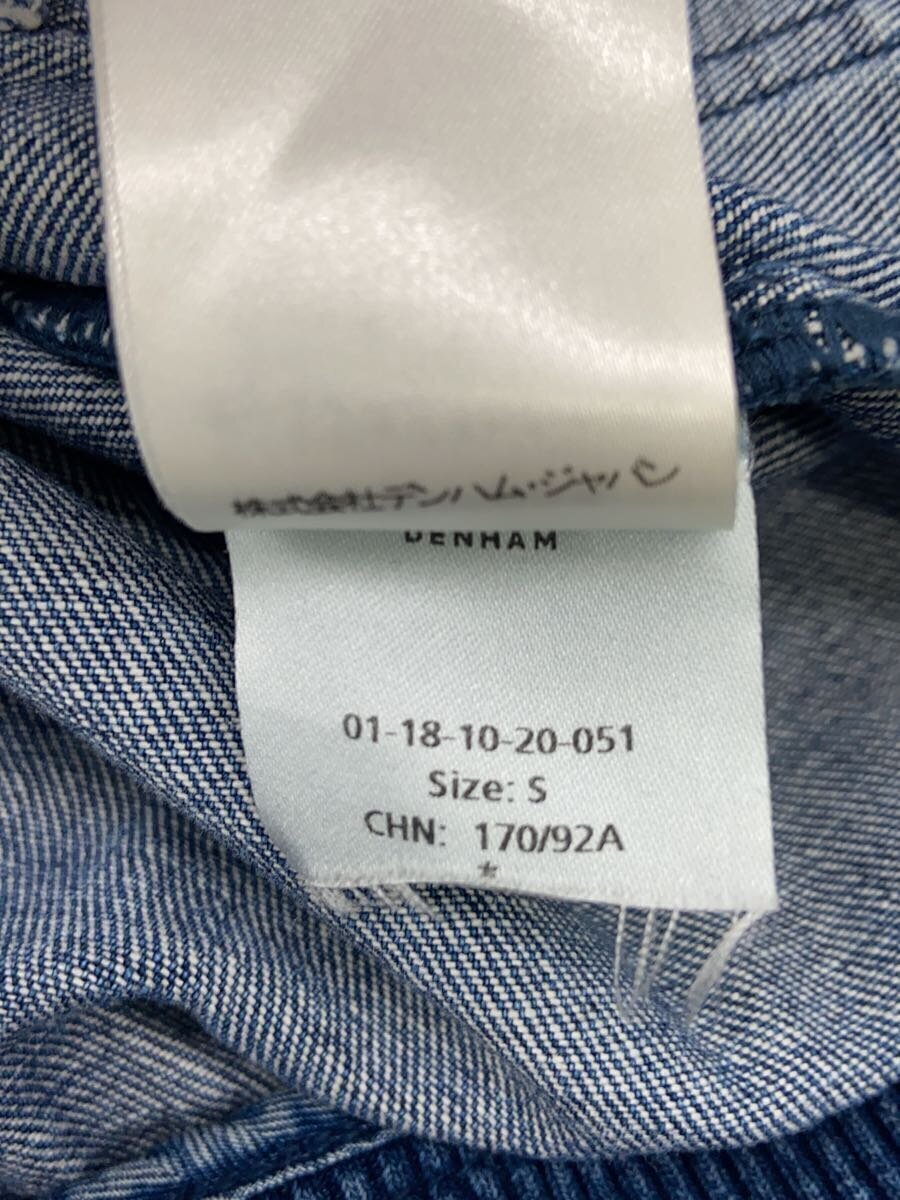 株式会社デンハム・ジャパン
DENHAM
01-18-10-20-051
Size: S
CHN: 170/92A
*